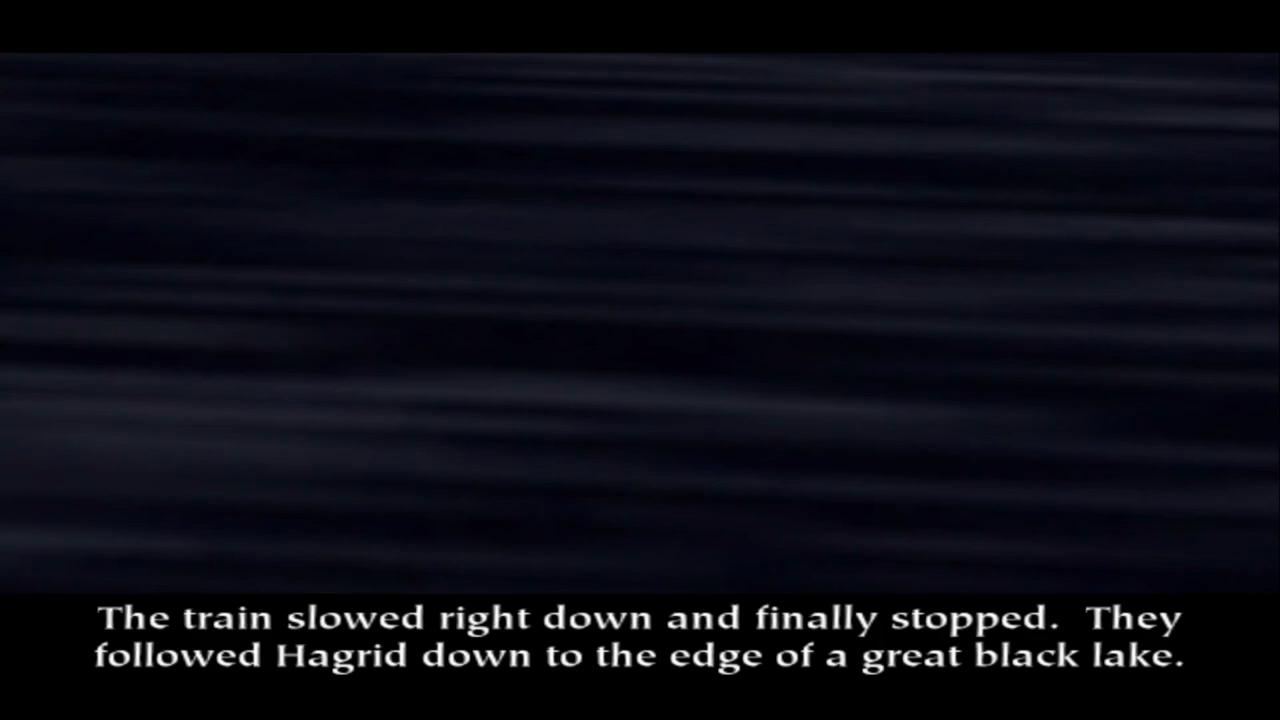 The train slowed right down and finally stopped.  They
followed Hagrid down to the edge of a great black lake.